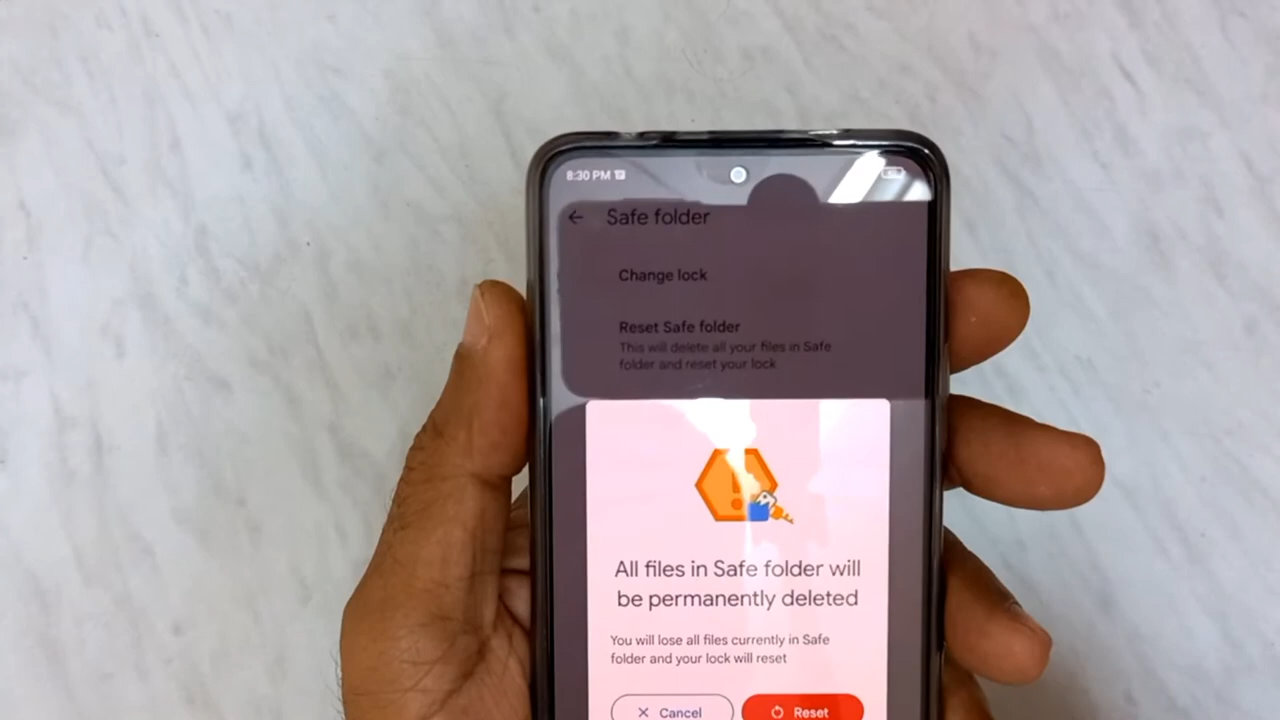 8:30 PM
Safe folder
Change lock
Reset Safe folder
This will delete all your files in Safe
folder and reset your lock
All files in Safe folder will
be permanently deleted
You will lose all files currently in Safe
folder and your lock will reset
Cancel
Reset